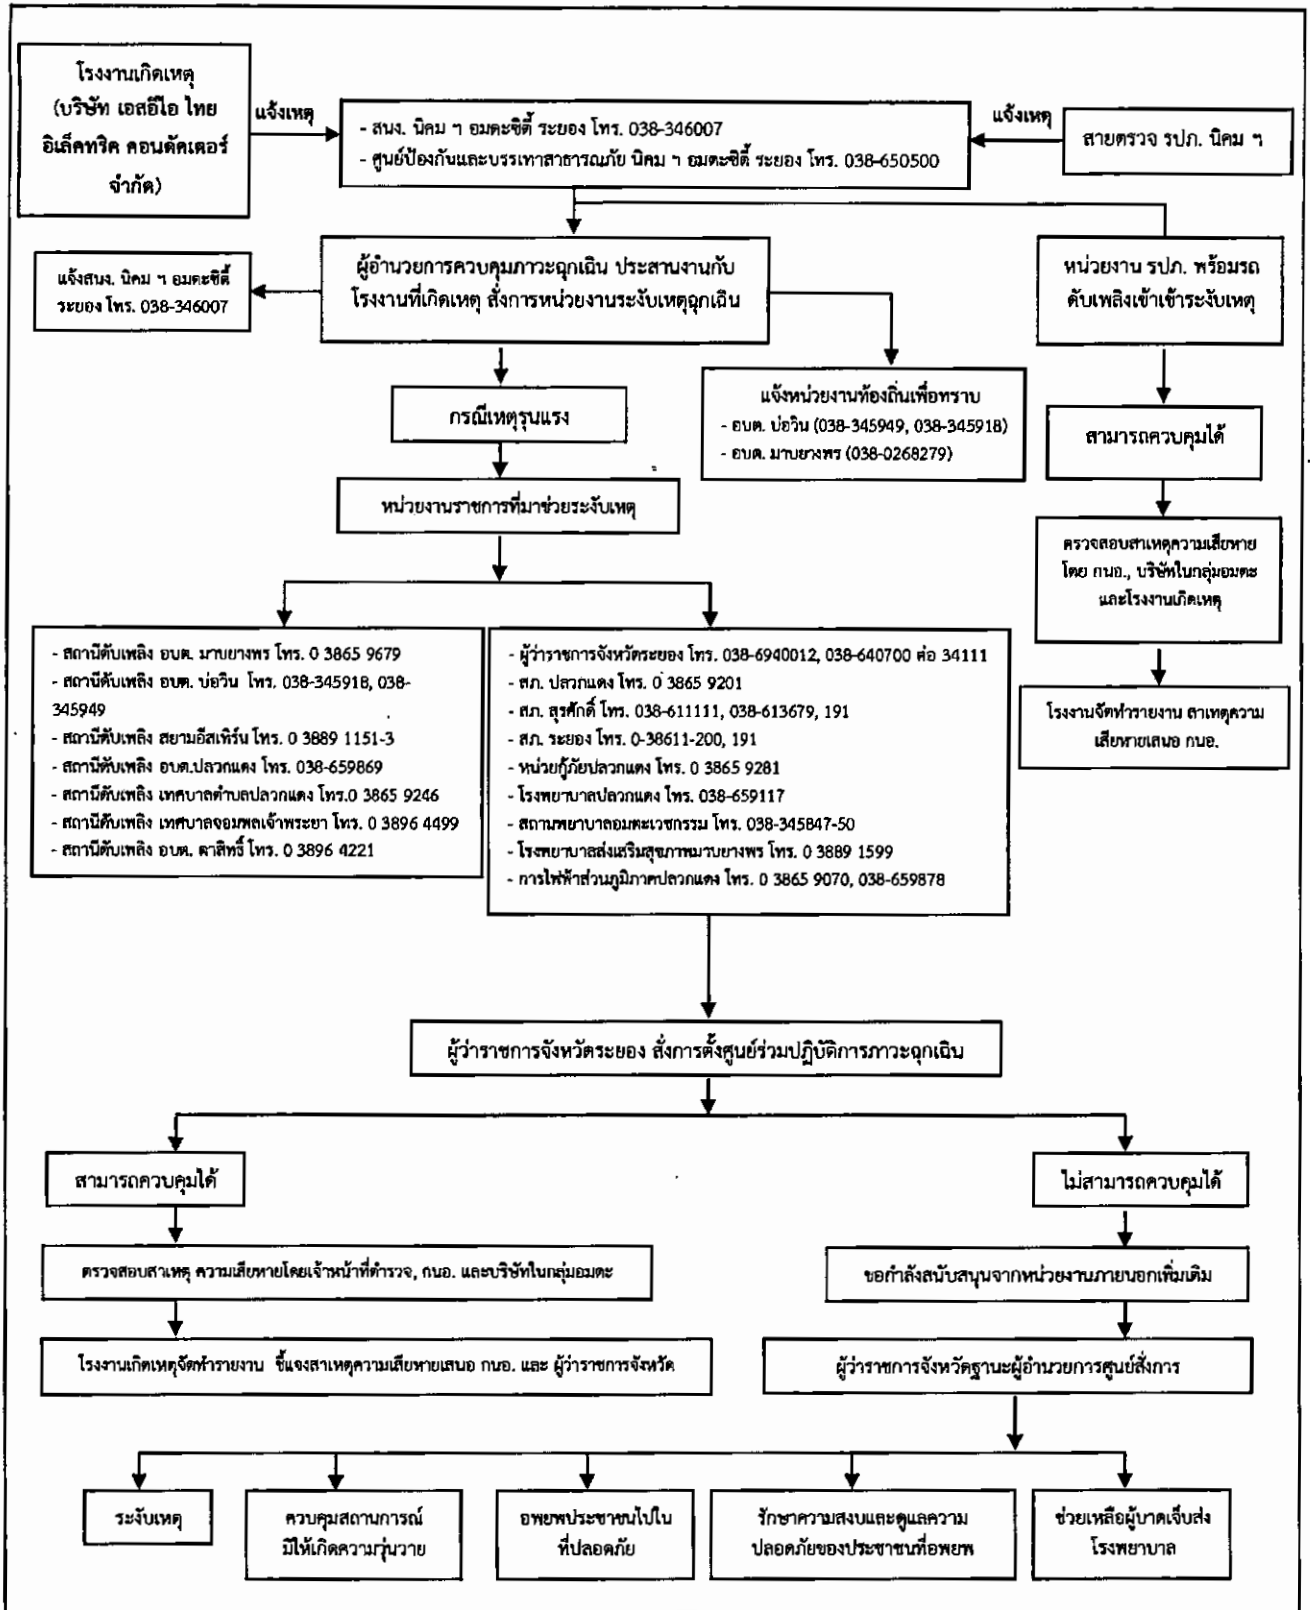 โรงงานเกิดเหตุ
(บริษัท เอสอีไอ ไทย
อิเล็คทริค คอนดัคเตอร์
จำกัด)
แจ้งเหตุ
- สนง. นิคม ฯ อมตะซิตี้ ระยอง โทร. 038-346007
- ศูนย์ป้องกันและบรรเทาสาธารณภัย นิคม ฯ อมตะซิตี้ ระยอง โทร. 038-650500
แจ้งเหตุ
สายตรวจ รปภ. นิคม ฯ
แจ้งสนง. นิคม ฯ อมตะซิตี้
ระยอง โทร. 038-346007
ผู้อำนวยการควบคุมภาวะฉุกเฉิน ประสานงานกับ
โรงงานที่เกิดเหตุ สั่งการหน่วยงานระงับเหตุฉุกเฉิน
หน่วยงาน รปภ. พร้อมรถ
ดับเพลิงเข้าเข้าระงับเหตุ
กรณีเหตุรุนแรง
แจ้งหน่วยงานท้องถิ่นเพื่อทราบ
- อบต. บ่อวิน (038-345949, 038-345918)
- อบต. มาบยางพร (038-0268279)
สามารถควบคุมได้
หน่วยงานราชการที่มาช่วยระงับเหตุ
ตรวจสอบสาเหตุความเสียหาย
โดย กนอ., บริษัทในกลุ่มอมตะ
และโรงงานเกิดเหตุ
- สถานีดับเพลิง อบต. มาบยางพร โทร. 0 3865 9679
- สถานีดับเพลิง อบต. บ่อวิน โทร. 038-345918, 038-
345949
- สถานีดับเพลิง สยามอีสเทิร์น โทร. 0 3889 1151-3
- สถานีดับเพลิง อบต.ปลวกแดง โทร. 038-659869
- สถานีดับเพลิง เทศบาลตำบลปลวกแดง โทร.0 3865 9246
- สถานีดับเพลิง เทศบาลจอมพลเจ้าพระยา โทร. 0 3896 4499
- สถานีดับเพลิง อบต. ตาสิทธิ์ โทร. 0 3896 4221
- ผู้ว่าราชการจังหวัดระยอง โทร. 038-6940012, 038-640700 ต่อ 34111
- สภ. ปลวกแดง โทร. 0 3865 9201
- สภ. สุรศักดิ์ โทร. 038-611111, 038-613679, 191
- สภ. ระยอง โทร. 0-38611-200, 191
- หน่วยกู้ภัยปลวกแดง โทร. 0 3865 9281
- โรงพยาบาลปลวกแดง โทร. 038-659117
- สถานพยาบาลอมตะเวชกรรม โทร. 038-345847-50
- โรงพยาบาลส่งเสริมสุขภาพมาบยางพร โทร. 0 3889 1599
- การไฟฟ้าส่วนภูมิภาคปลวกแดง โทร. 0 3865 9070, 038-659878
โรงงานจัดทำรายงาน สาเหตุความ
เสียหายเสนอ กนอ.
ผู้ว่าราชการจังหวัดระยอง สั่งการตั้งศูนย์ร่วมปฏิบัติการภาวะฉุกเฉิน
สามารถควบคุมได้
ไม่สามารถควบคุมได้
ตรวจสอบสาเหตุ ความเสียหายโดยเจ้าหน้าที่ตำรวจ, กนอ. และบริษัทในกลุ่มอมตะ
ขอกำลังสนับสนุนจากหน่วยงานภายนอกเพิ่มเติม
โรงงานเกิดเหตุจัดทำรายงาน ชี้แจงสาเหตุความเสียหายเสนอ กนอ. และ ผู้ว่าราชการจังหวัด
ผู้ว่าราชการจังหวัดฐานะผู้อำนวยการศูนย์สั่งการ
ระงับเหตุ
ควบคุมสถานการณ์
มิให้เกิดความวุ่นวาย
อพยพประชาชนไปใน
ที่ปลอดภัย
รักษาความสงบและดูแลความ
ปลอดภัยของประชาชนที่อพยพ
ช่วยเหลือผู้บาดเจ็บส่ง
โรงพยาบาล